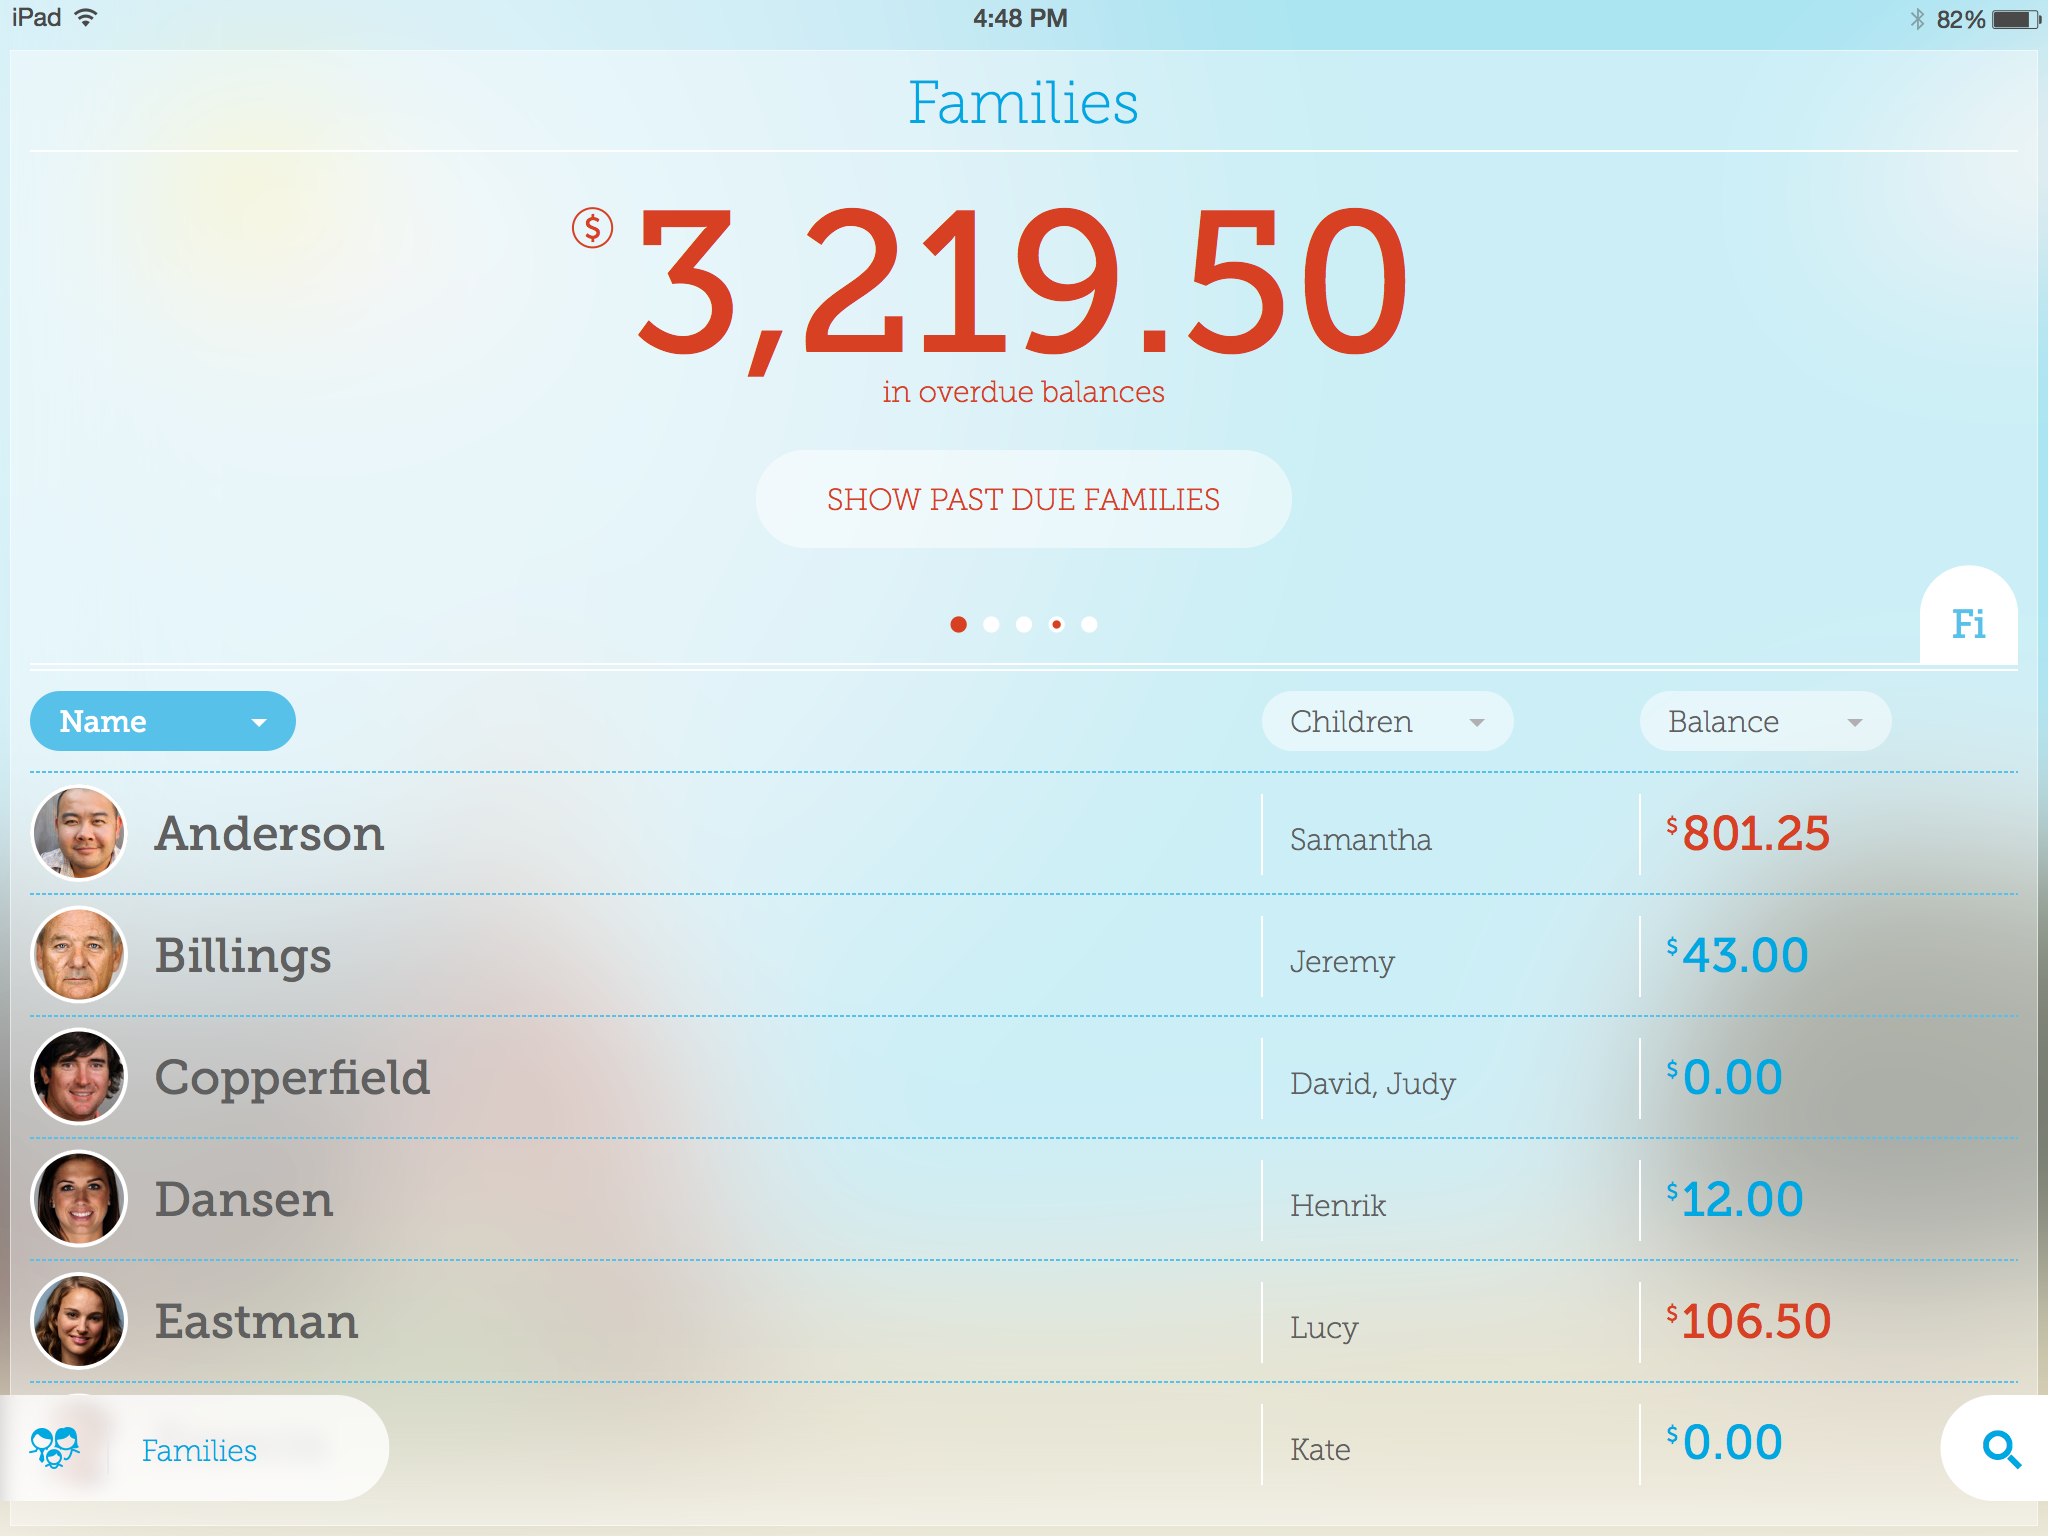 iPad 4:48 PM 82%
Families
$ 3,219.50
in overdue balances
SHOW PAST DUE FAMILIES
Fi
Name Children Balance
Anderson Samantha $801.25
Billings Jeremy $43.00
Copperfield David, Judy $0.00
Dansen Henrik $12.00
Eastman Lucy $106.50
Families Kate $0.00